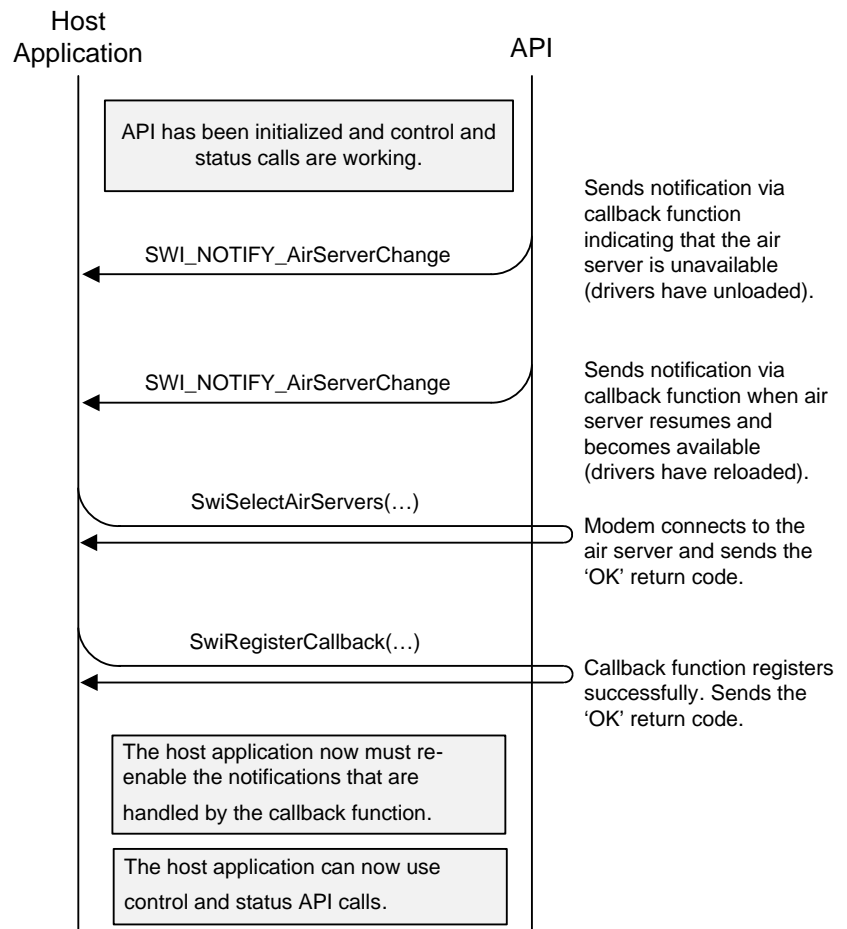 Host
Application
API
API has been initialized and control and
status calls are working.
Sends notification via
callback function
indicating that the air
server is unavailable
(drivers have unloaded).
SWI_NOTIFY_AirServerChange
SWI_NOTIFY_AirServerChange
Sends notification via
callback function when air
server resumes and
becomes available
(drivers have reloaded).
SwiSelectAirServers(…)
Modem connects to the
air server and sends the
‘OK’ return code.
SwiRegisterCallback(…)
Callback function registers
successfully. Sends the
‘OK’ return code.
The host application now must re-
enable the notifications that are
handled by the callback function.
The host application can now use
control and status API calls.